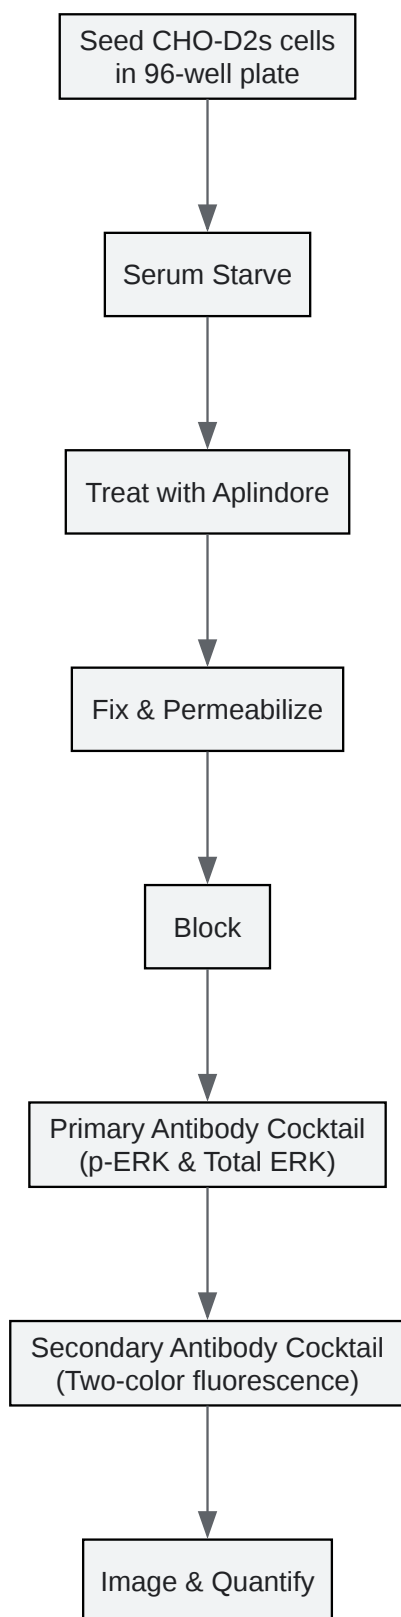 Seed CHO-D2s cells
in 96-well plate
Serum Starve
Treat with Aplindore
Fix & Permeabilize
Block
Primary Antibody Cocktail
(p-ERK & Total ERK)
Secondary Antibody Cocktail
(Two-color fluorescence)
Image & Quantify